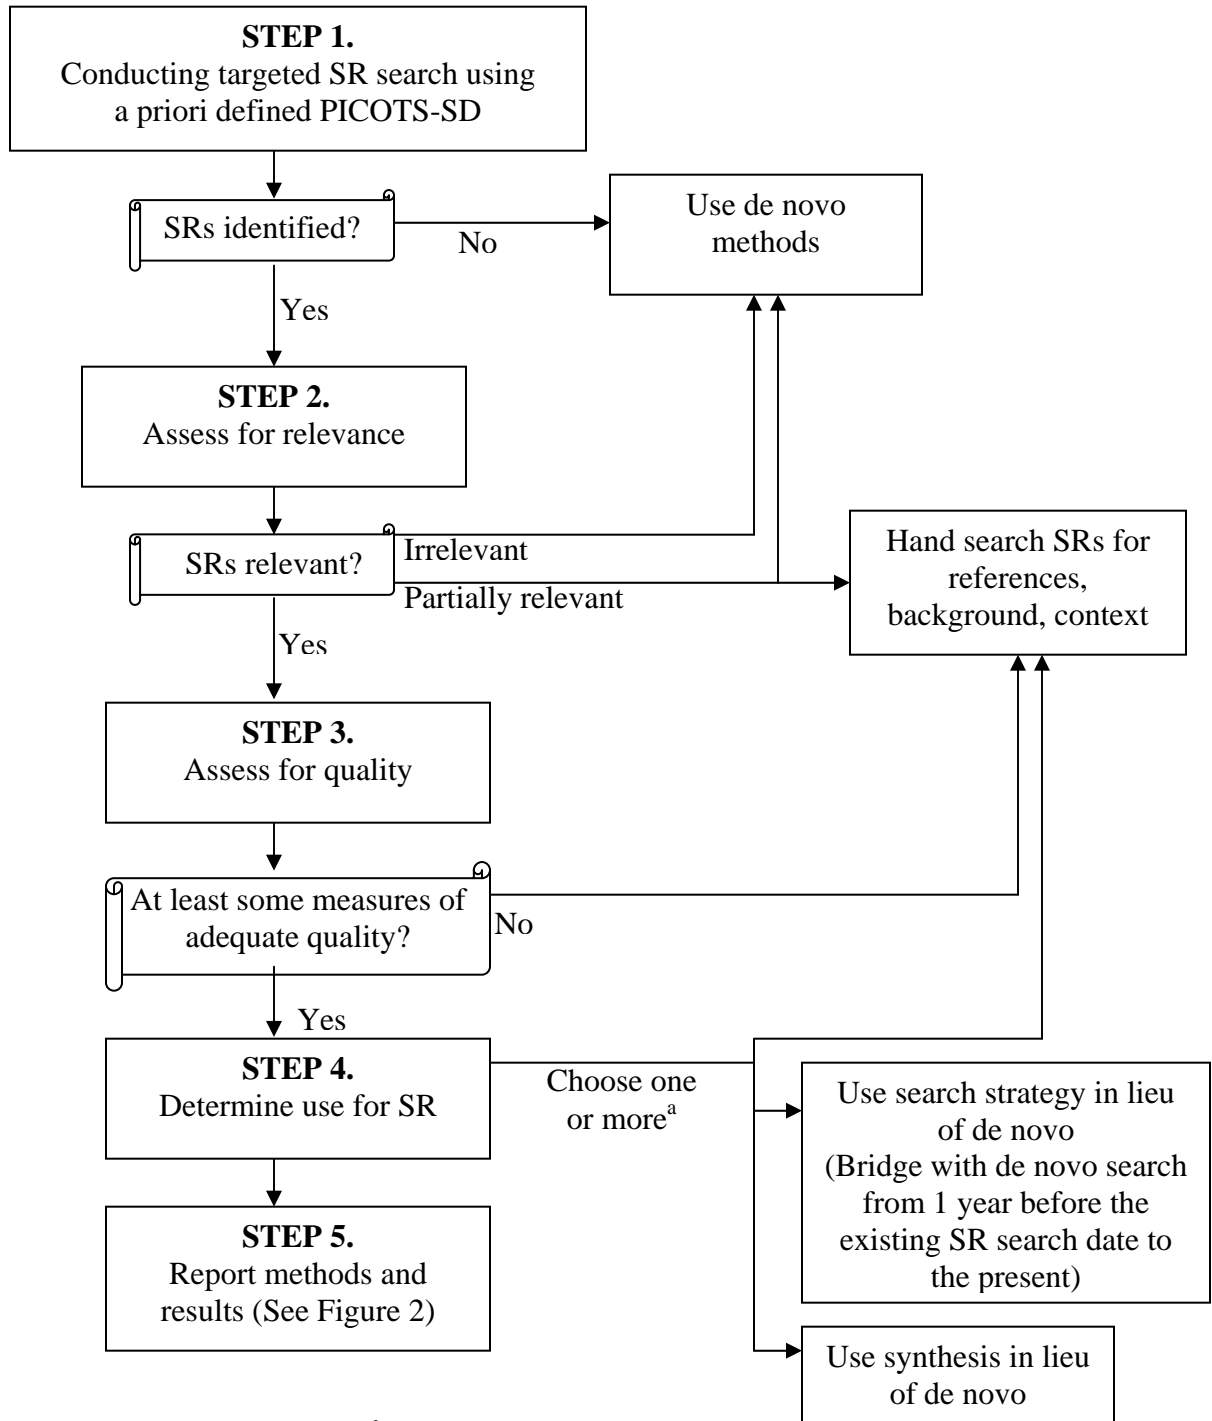 STEP 1.
Conducting targeted SR search using
a priori defined PICOTS-SD
SRs identified?
No
Use de novo
methods
Yes
STEP 2.
Assess for relevance
SRs relevant?
Irrelevant
Partially relevant
Hand search SRs for
references,
background, context
Yes
STEP 3.
Assess for quality
At least some measures of
adequate quality?
No
Yes
STEP 4.
Determine use for SR
Choose one
or moreᵃ
Use search strategy in lieu
of de novo
(Bridge with de novo search
from 1 year before the
existing SR search date to
the present)
STEP 5.
Report methods and
results (See Figure 2)
Use synthesis in lieu
of de novo